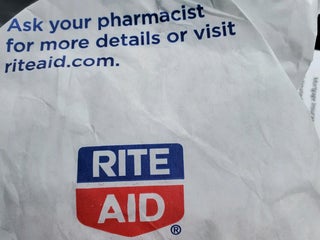 Ask your pharmacist
for more details or visit
riteaid.com.
RITE
AID
®